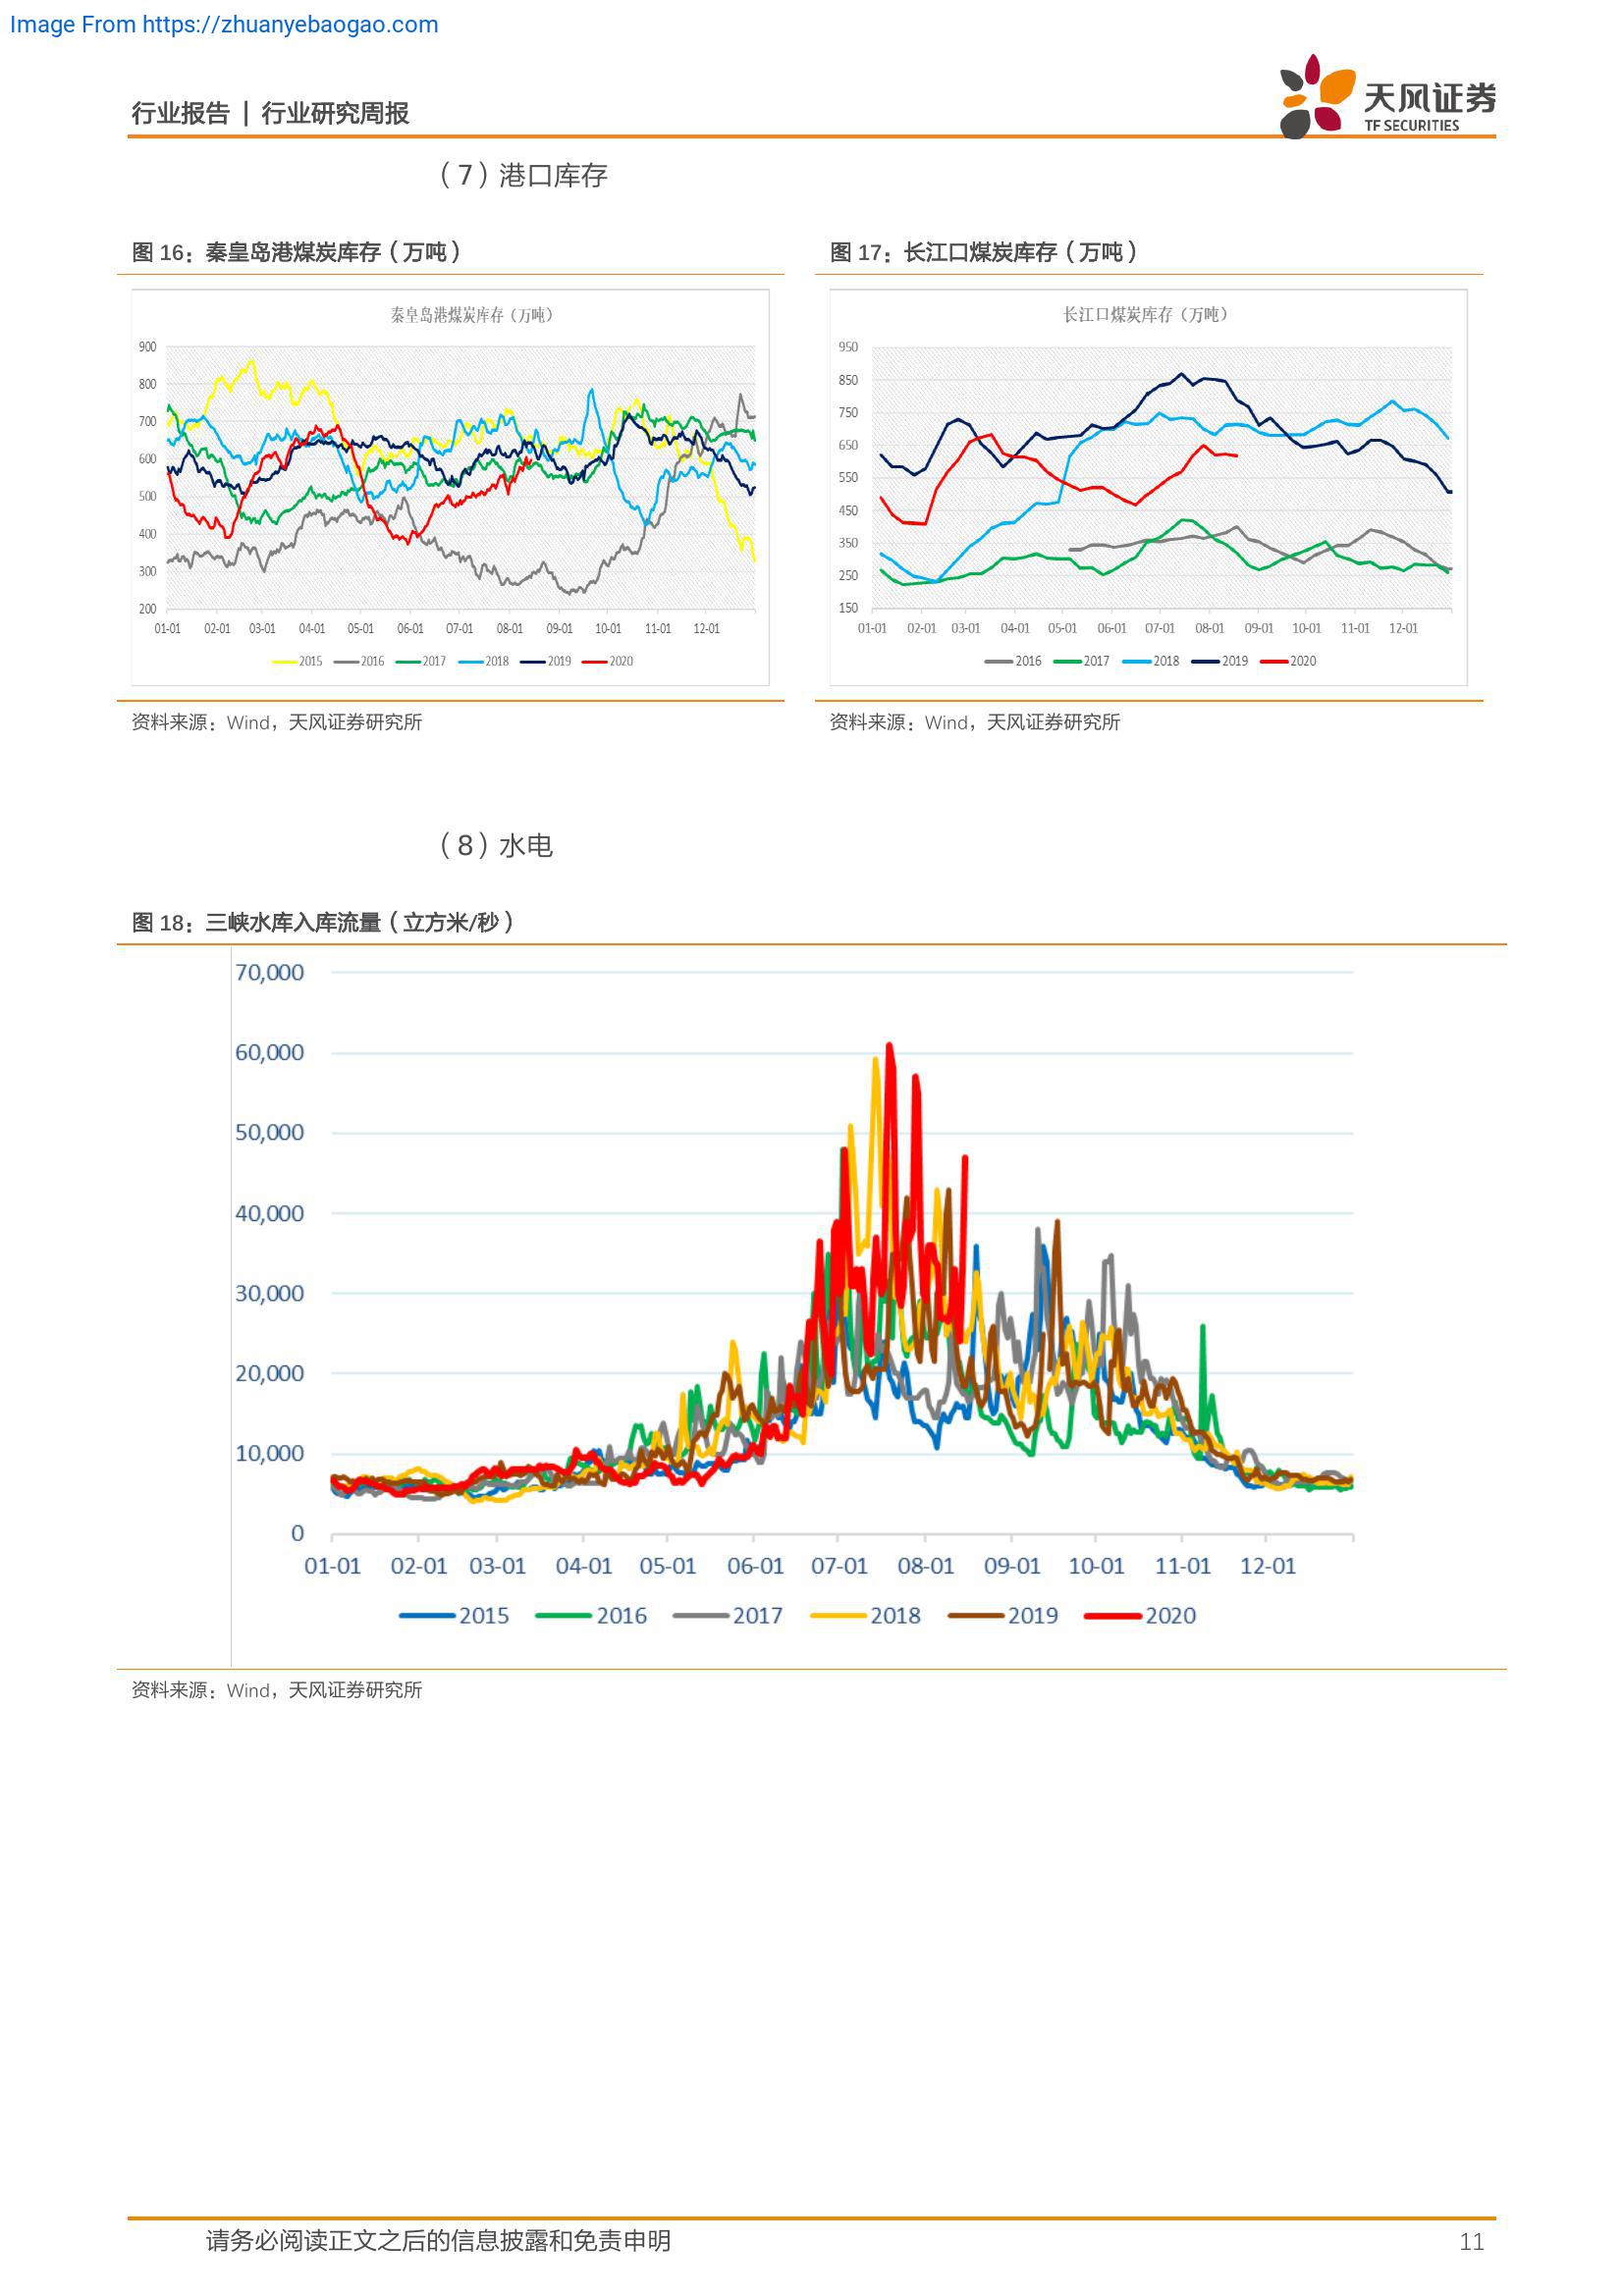 Image From https://zhuanyebaogao.com
行业报告 | 行业研究周报
天风证券
TF SECURITIES
（7）港口库存
图 16：秦皇岛港煤炭库存（万吨）
秦皇岛港煤炭库存（万吨）
900
800
700
600
500
400
300
200
01-01 02-01 03-01 04-01 05-01 06-01 07-01 08-01 09-01 10-01 11-01 12-01
2015 2016 2017 2018 2019 2020
资料来源：Wind，天风证券研究所
图 17：长江口煤炭库存（万吨）
长江口煤炭库存（万吨）
950
850
750
650
550
450
350
250
150
01-01 02-01 03-01 04-01 05-01 06-01 07-01 08-01 09-01 10-01 11-01 12-01
2016 2017 2018 2019 2020
资料来源：Wind，天风证券研究所
（8）水电
图 18：三峡水库入库流量（立方米/秒）
70,000
60,000
50,000
40,000
30,000
20,000
10,000
0
01-01 02-01 03-01 04-01 05-01 06-01 07-01 08-01 09-01 10-01 11-01 12-01
2015 2016 2017 2018 2019 2020
资料来源：Wind，天风证券研究所
请务必阅读正文之后的信息披露和免责申明
11